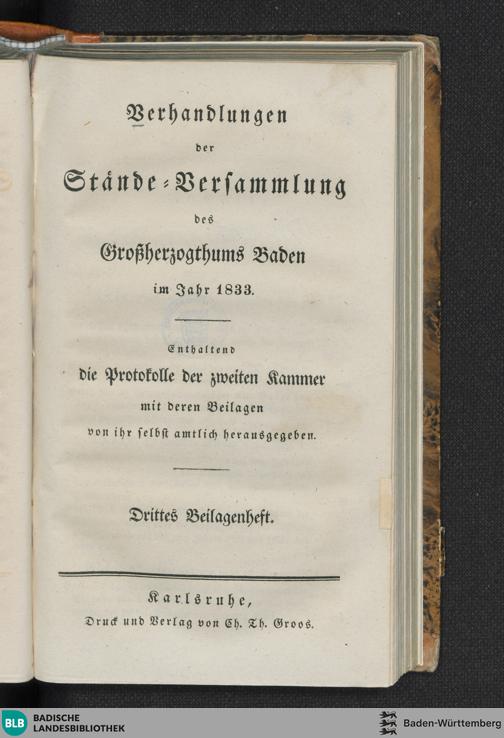 Verhandlungen
der
Stände-Versammlung
des
Großherzogthums Baden
im Jahr 1833.
Enthaltend
die Protokolle der zweiten Kammer
mit deren Beilagen
von ihr selbst amtlich herausgegeben.
Drittes Beilagenheft.
Karlsruhe,
Druck und Verlag von Ch. Th. Groos.
BLB BADISCHE
LANDESBIBLIOTHEK
Baden-Württemberg